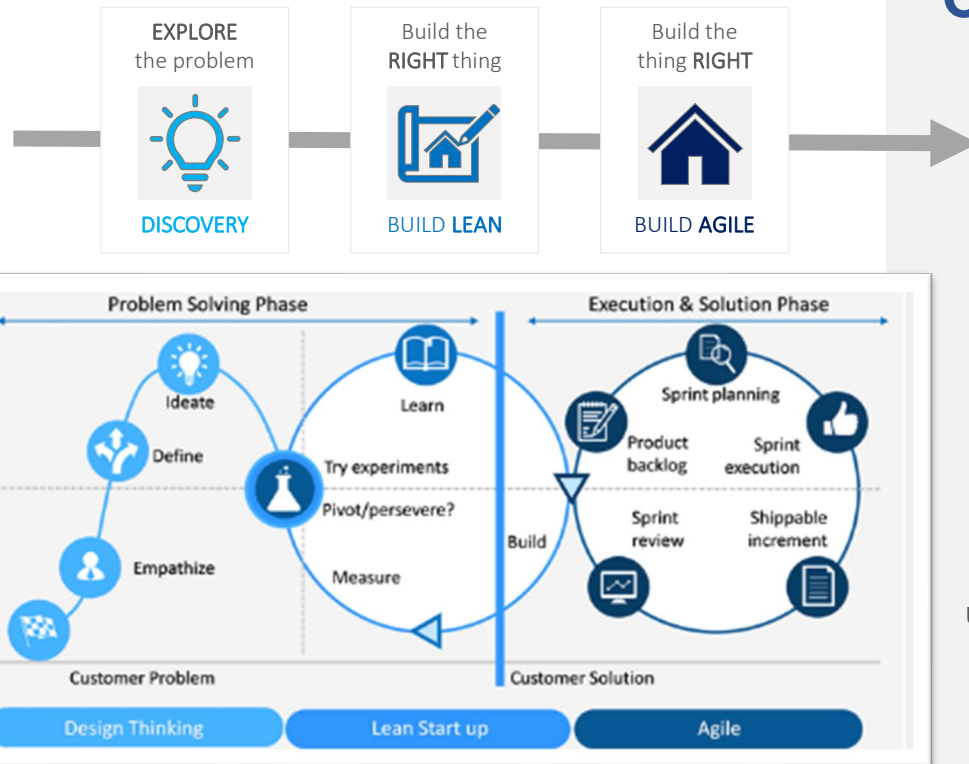 EXPLORE
the problem
DISCOVERY
Build the
RIGHT thing
BUILD LEAN
Build the
thing RIGHT
BUILD AGILE
Problem Solving Phase
Execution & Solution Phase
Ideate
Define
Empathize
Learn
Try experiments
Pivot/persevere?
Measure
Build
Sprint planning
Product
backlog
Sprint
execution
Sprint
review
Shippable
increment
Customer Problem
Customer Solution
Design Thinking
Lean Start up
Agile